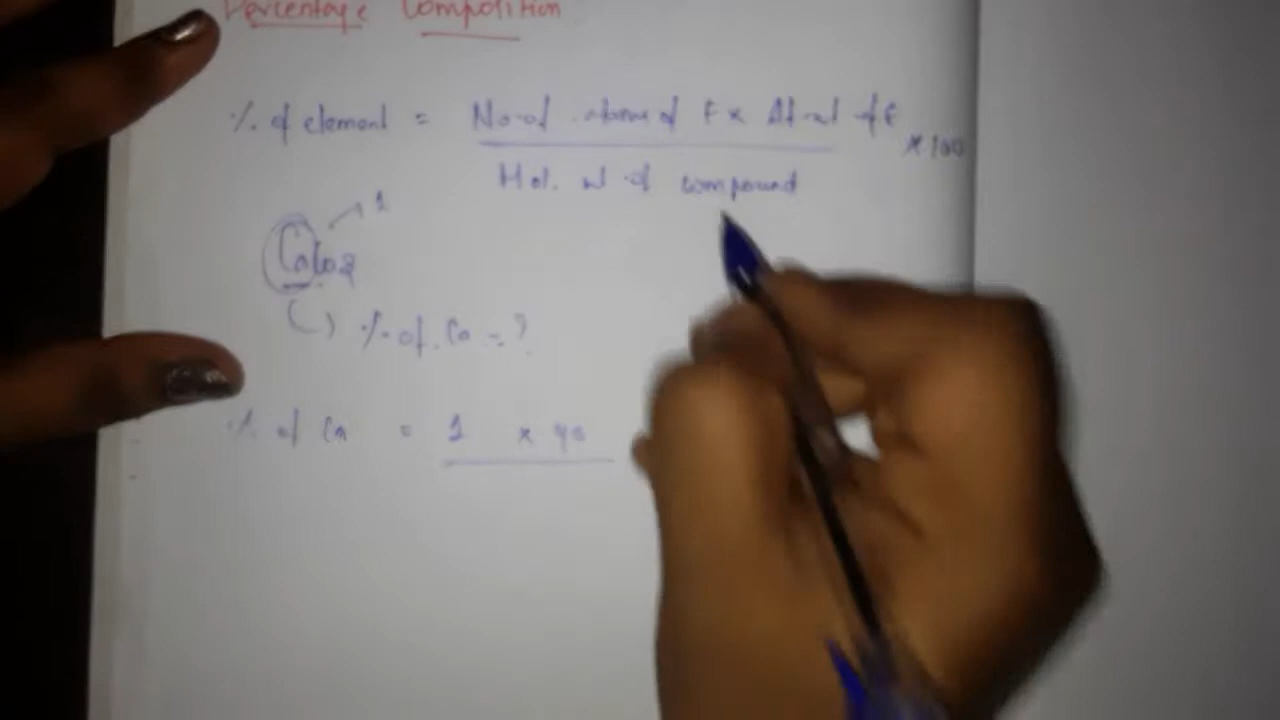 Percentage Composition
% of element = No. of atoms of E x At. wt of E x 100
Mol. wt of compound
1
CaCO3
% of Ca = ?
% of Ca = 1 x 40